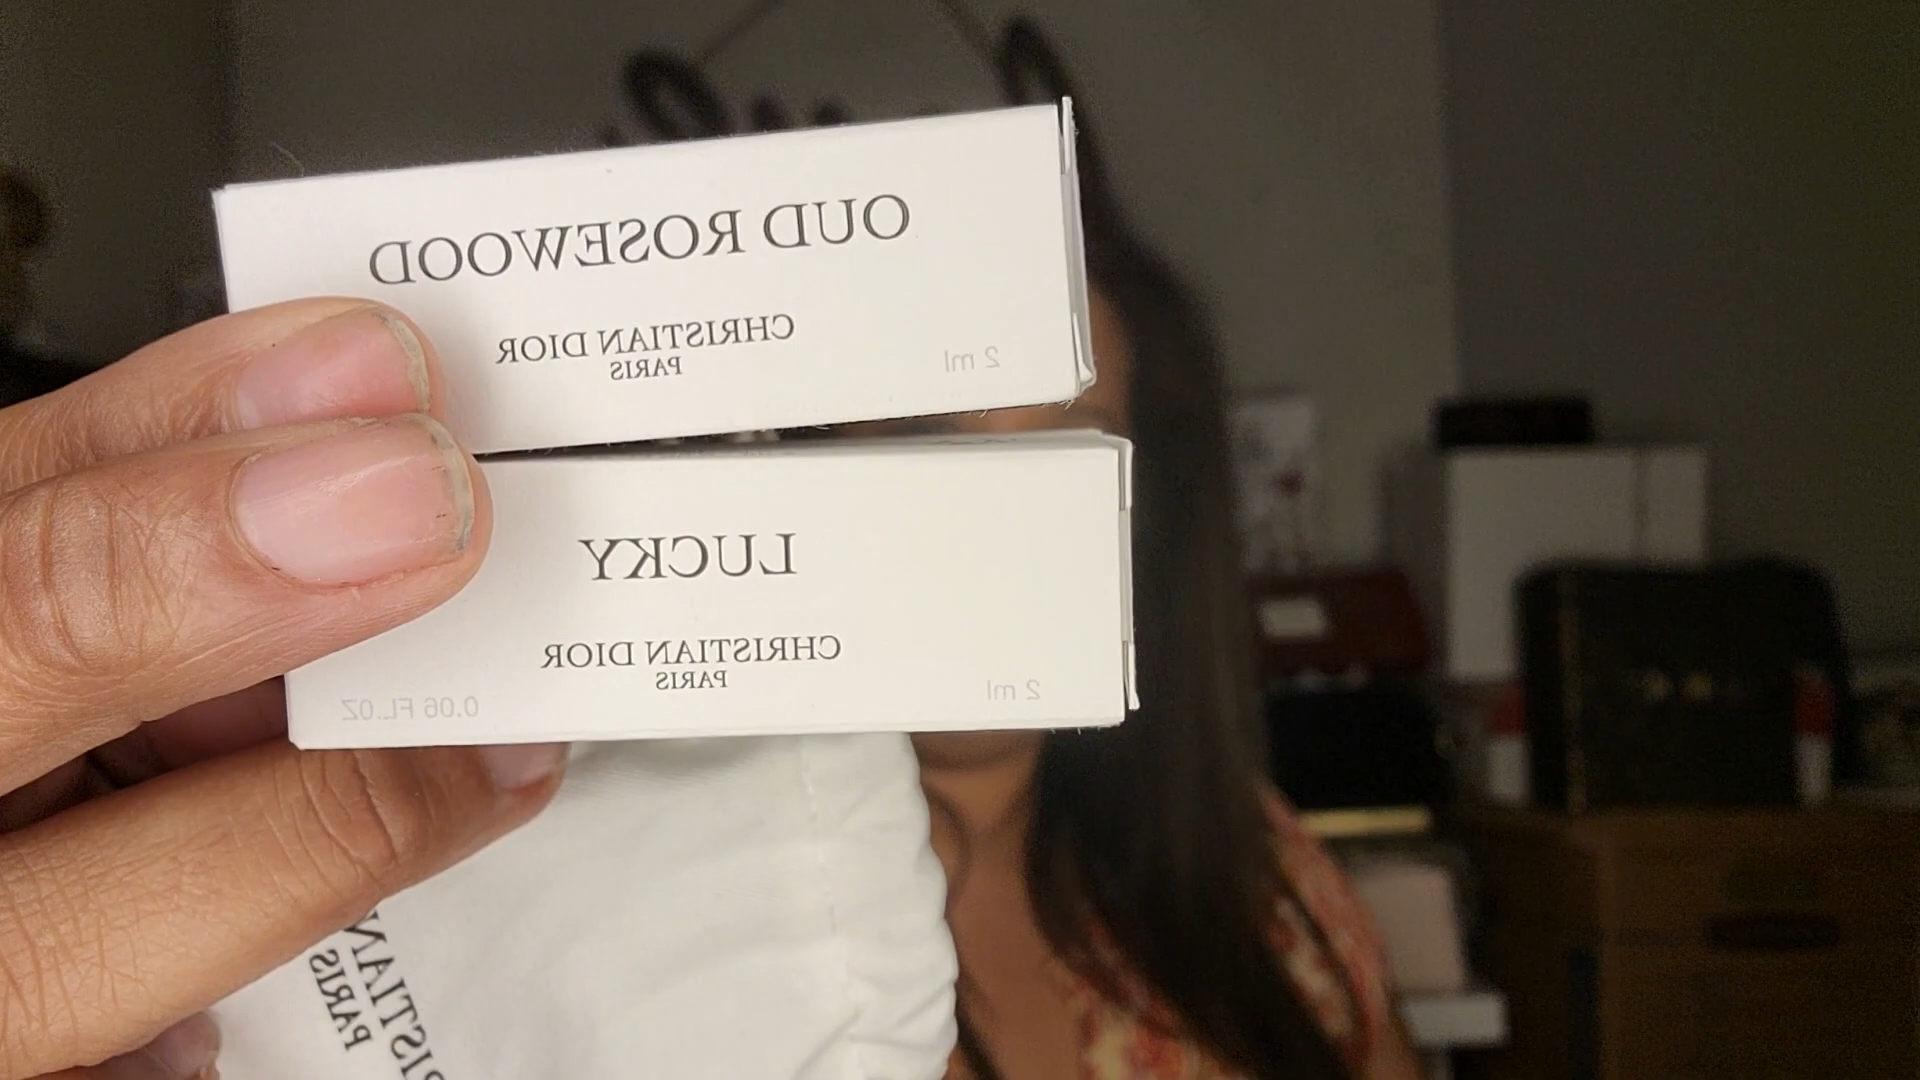 OUD ROSEWOOD
CHRISTIAN DIOR
PARIS
2 ml
LUCKY
CHRISTIAN DIOR
PARIS
2 ml
0.06 FL.OZ
PARIS